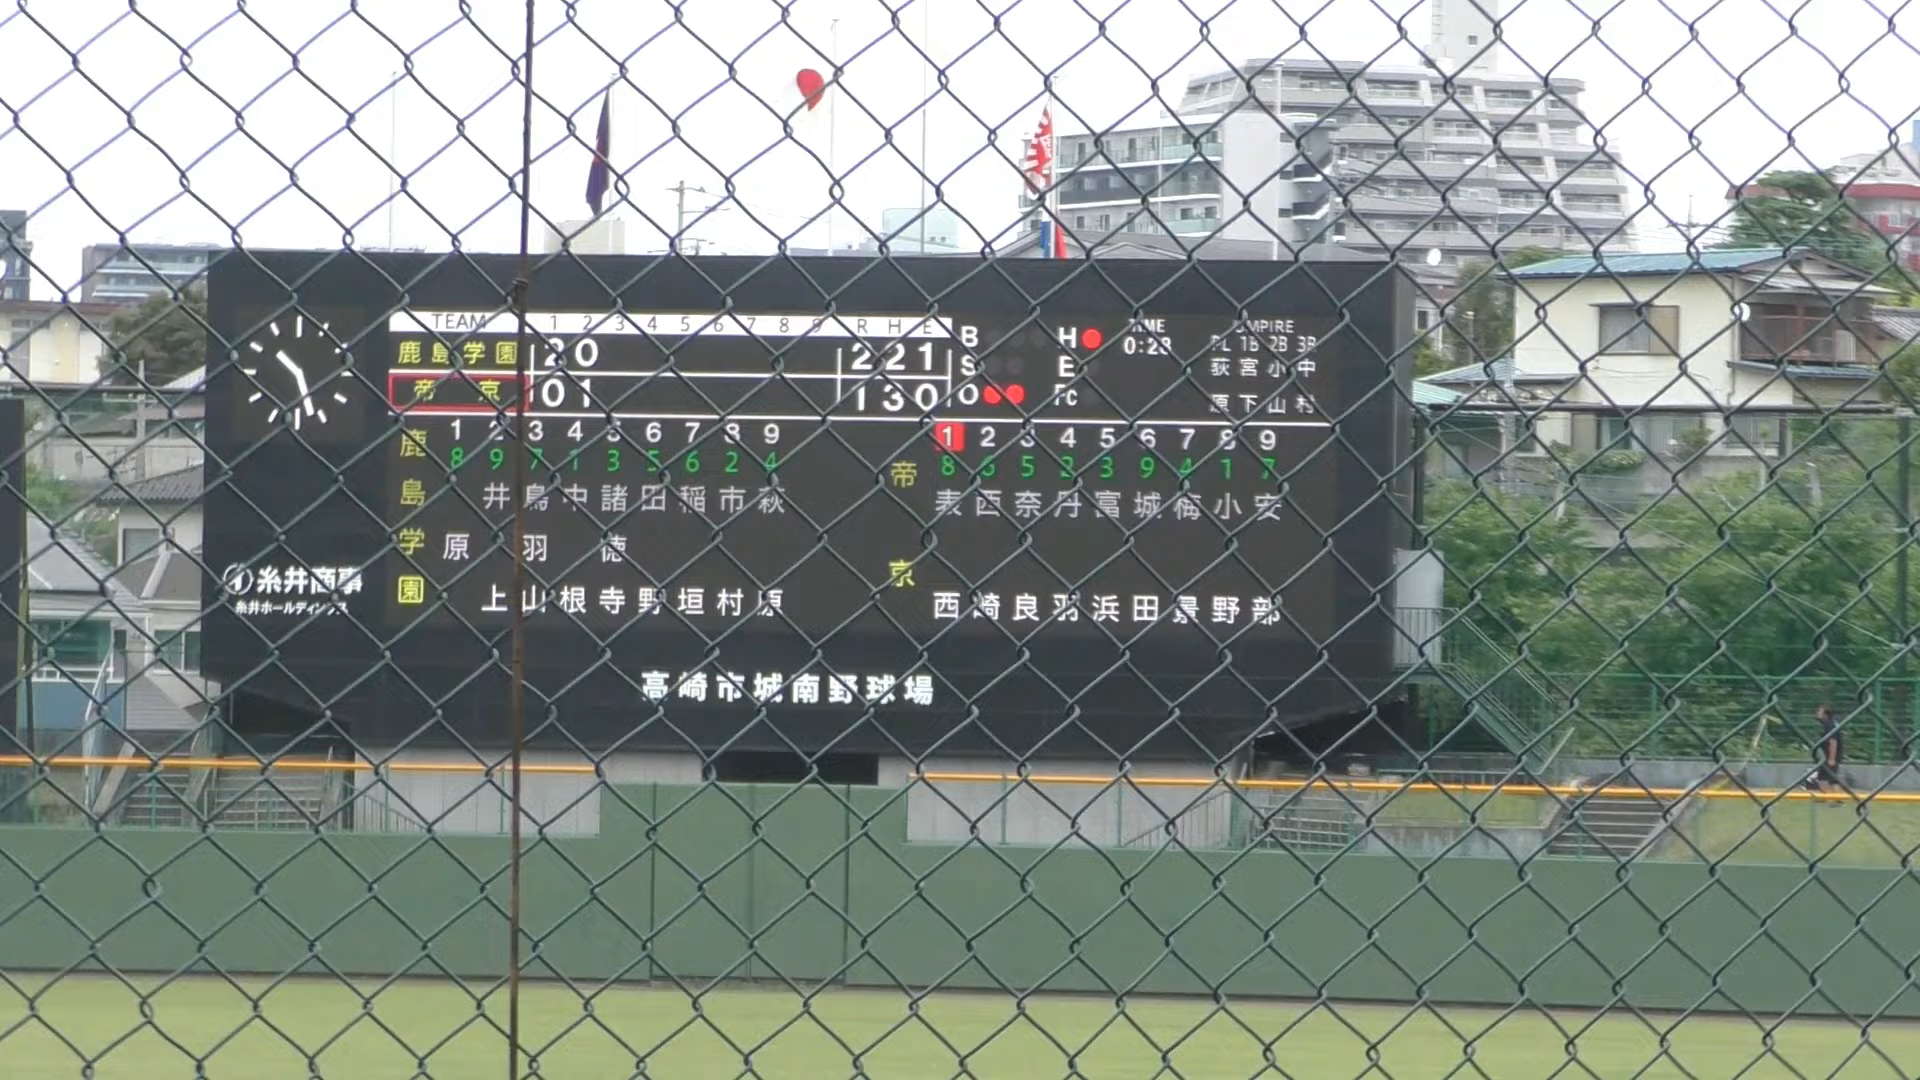 TEAM 1 2 3 4 5 6 7 8 9 R H E
鹿島学園 2 0 2 2 1
帝京 0 1 1 3 0
B H TIME UMPIRE
S E 0:28 PL 1B 2B 3B
O FC 荻 宮 小 中
原 下 山 村
鹿島学園
1 2 3 4 5 6 7 8 9
8 9 7 1 3 5 6 2 4
井 鳥 中 諸 田 稲 市 萩
原 羽 徳
上 山 根 寺 野 垣 村 原
帝京
1 2 3 4 5 6 7 8 9
8 6 5 2 3 9 4 1 7
表 西 奈 丹 富 城 梅 小 安
西 崎 良 羽 浜 田 景 野 部
糸井商事
糸井ホールディングス
高崎市城南野球場